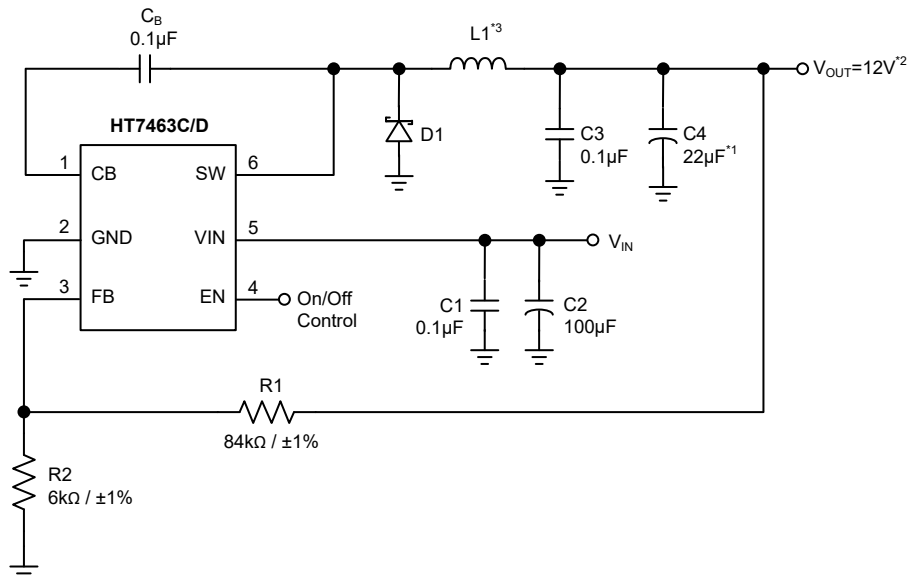 C_B
0.1µF
L1*3
V_OUT=12V*2
HT7463C/D
D1
C3
0.1µF
C4
22µF*1
1
CB
SW
6
2
GND
VIN
5
V_IN
3
FB
EN
4
On/Off
Control
C1
0.1µF
C2
100µF
R1
84kΩ / ±1%
R2
6kΩ / ±1%